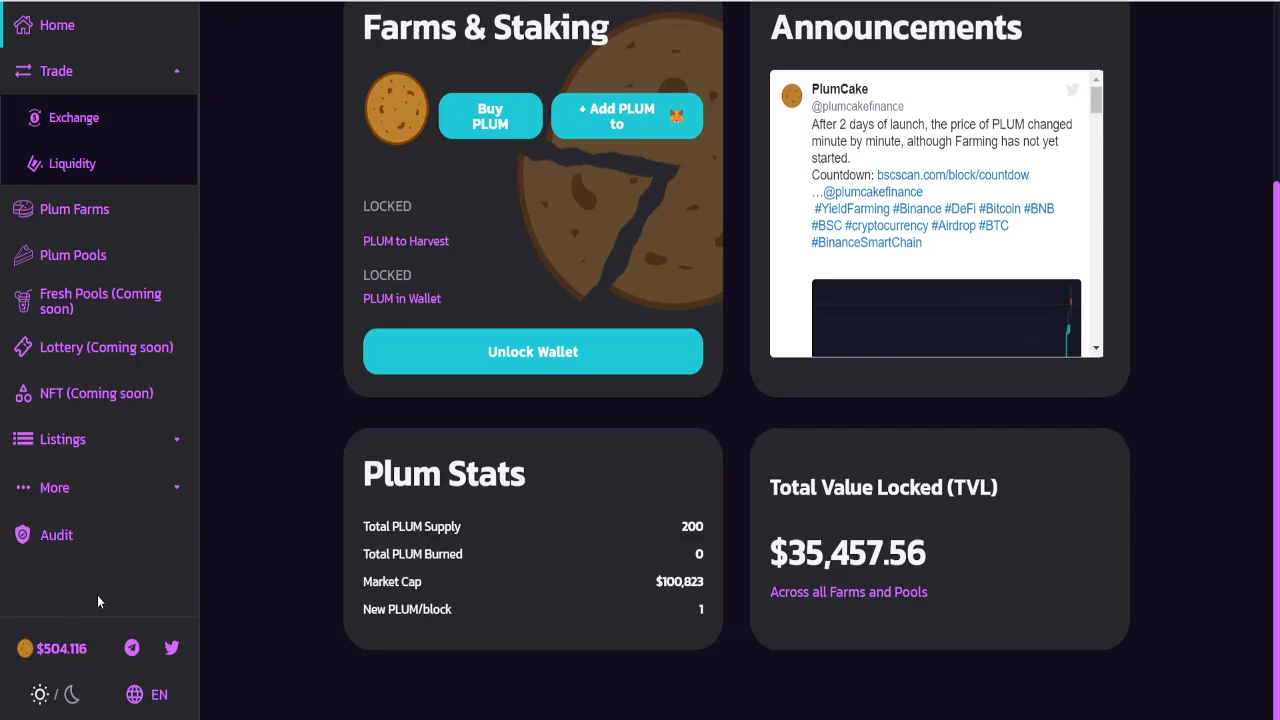 Home
Trade
Exchange
Liquidity
Plum Farms
Plum Pools
Fresh Pools (Coming
soon)
Lottery (Coming soon)
NFT (Coming soon)
Listings
More
Audit
$504.116
/
EN
Farms & Staking
Buy
PLUM
+ Add PLUM
to
LOCKED
PLUM to Harvest
LOCKED
PLUM in Wallet
Unlock Wallet
Announcements
PlumCake
@plumcakefinance
After 2 days of launch, the price of PLUM changed
minute by minute, although Farming has not yet
started.
Countdown: bscscan.com/block/countdow
…@plumcakefinance
#YieldFarming #Binance #DeFi #Bitcoin #BNB
#BSC #cryptocurrency #Airdrop #BTC
#BinanceSmartChain
Plum Stats
Total PLUM Supply 200
Total PLUM Burned 0
Market Cap $100,823
New PLUM/block 1
Total Value Locked (TVL)
$35,457.56
Across all Farms and Pools